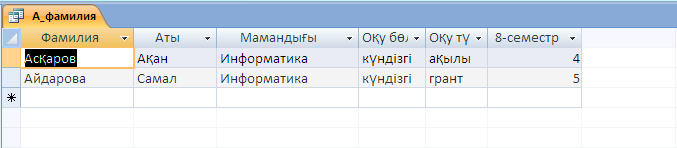 А_фамилия
Фамилия Аты Мамандығы Оқу бөл Оқу тү 8-семестр
Асқаров Ақан Информатика күндізгі ақылы 4
Айдарова Самал Информатика күндізгі грант 5